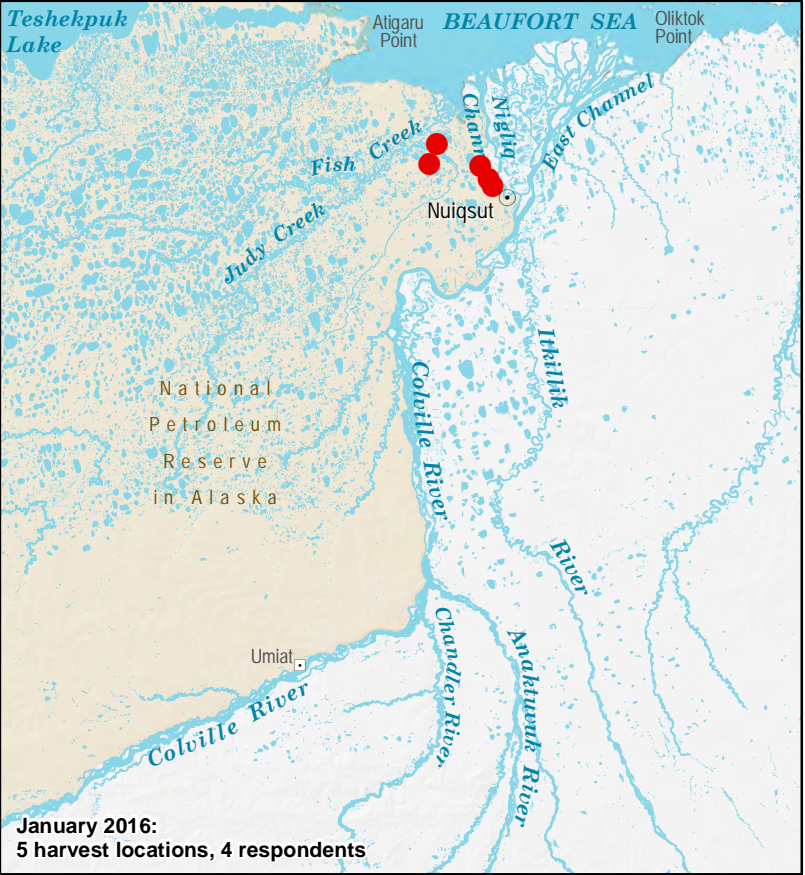 Teshekpuk
Lake
Atigaru
Point
BEAUFORT SEA
Oliktok
Point
Nigliq
Chann
East Channel
Fish Creek
Judy Creek
Nuiqsut
Itkillik
River
Colville River
National
Petroleum
Reserve
in Alaska
Umiat
Colville River
Chandler River
Anaktuvuk River
January 2016:
5 harvest locations, 4 respondents